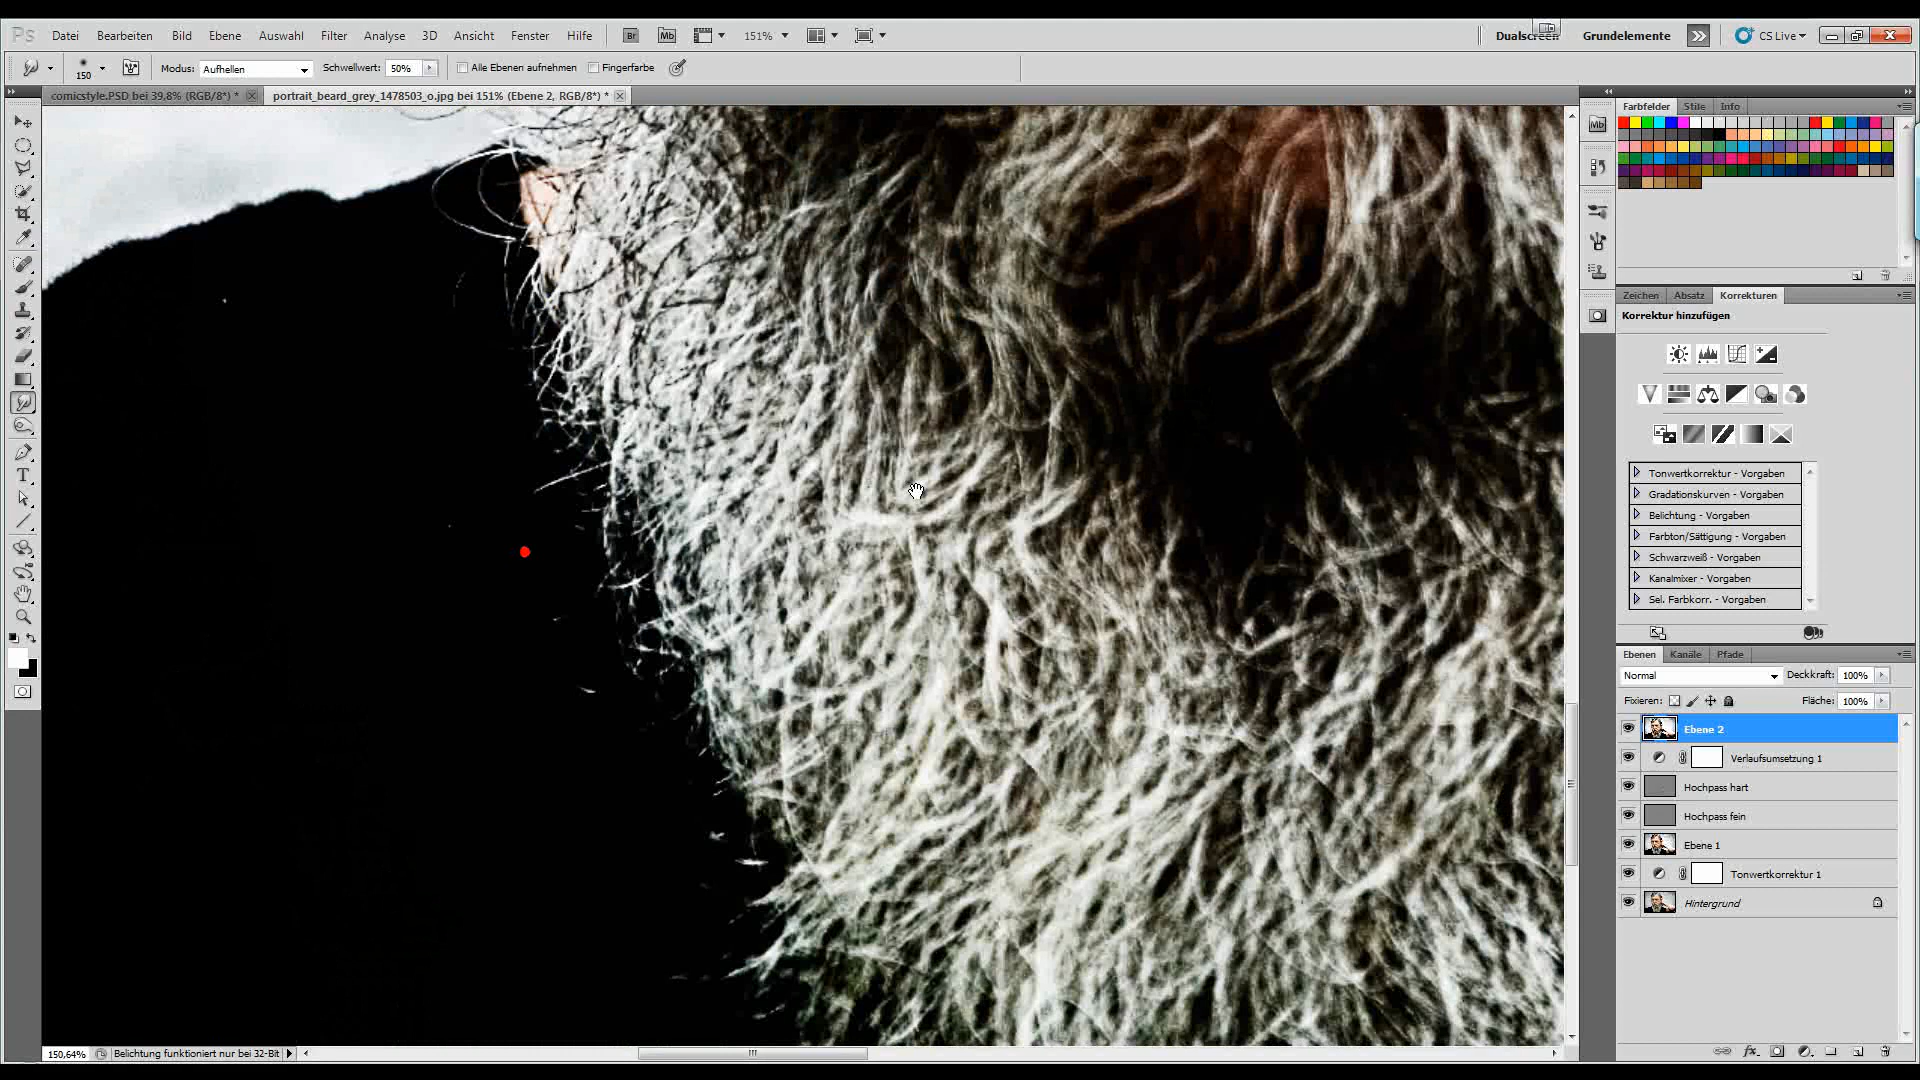 Ps Datei Bearbeiten Bild Ebene Auswahl Filter Analyse 3D Ansicht Fenster Hilfe Br Mb 151% Dualscreen Grundelemente CS Live
150 Modus: Aufhellen Schwellwert: 50% Alle Ebenen aufnehmen Fingerfarbe
comicstyle.PSD bei 39,8% (RGB/8*) * portrait_beard_grey_1478503_o.jpg bei 151% (Ebene 2, RGB/8*) *
Farbfelder Stile Info
Mb
Zeichen Absatz Korrekturen
Korrektur hinzufügen
Tonwertkorrektur - Vorgaben
Gradationskurven - Vorgaben
Belichtung - Vorgaben
Farbton/Sättigung - Vorgaben
Schwarzweiß - Vorgaben
Kanalmixer - Vorgaben
Sel. Farbkorr. - Vorgaben
Ebenen Kanäle Pfade
Normal Deckkraft: 100%
Fixieren: Fläche: 100%
Ebene 2
Verlaufsumsetzung 1
Hochpass hart
Hochpass fein
Ebene 1
Tonwertkorrektur 1
Hintergrund
150,64% Belichtung funktioniert nur bei 32-Bit